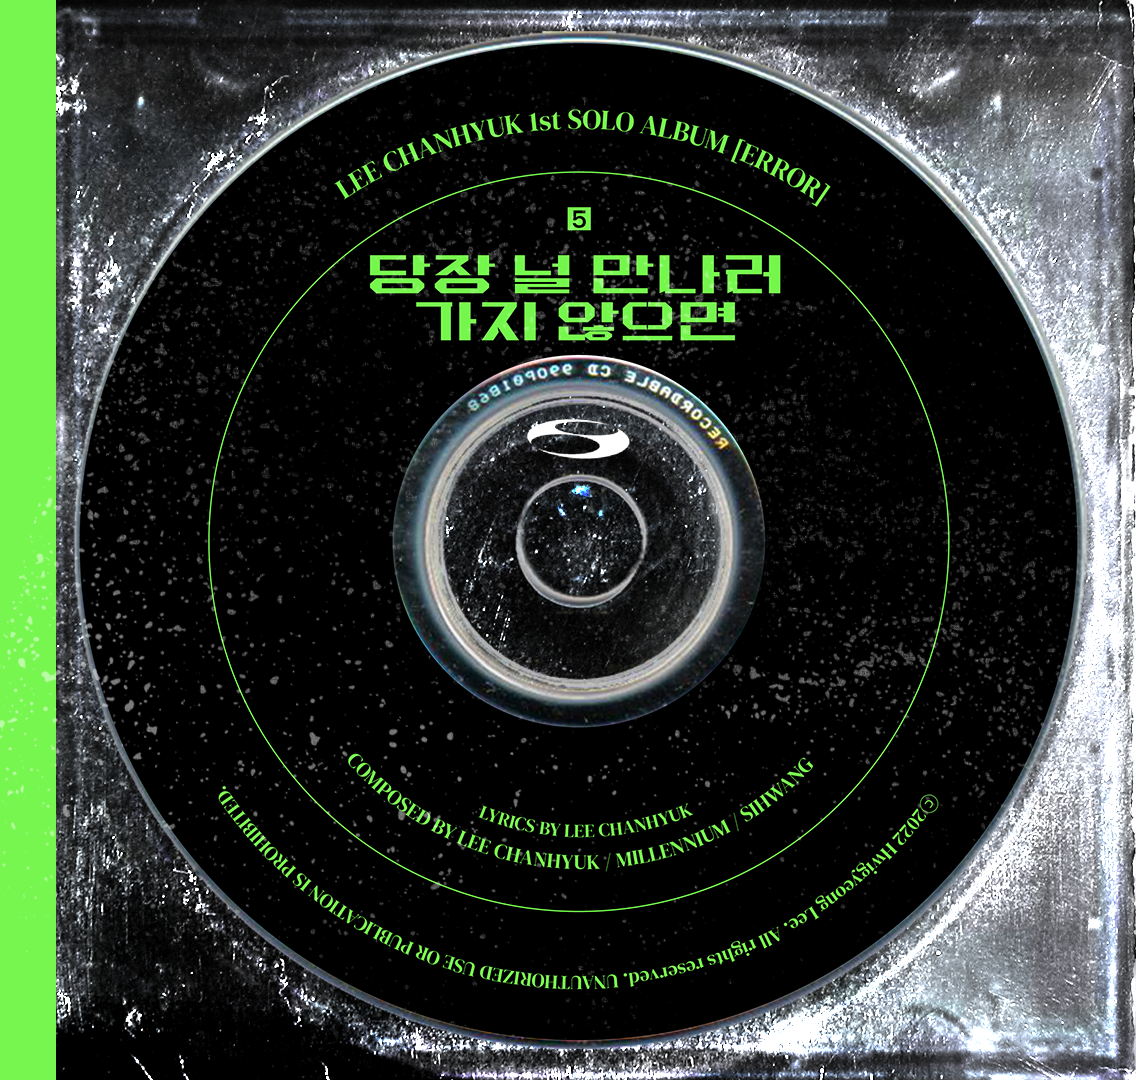 LEE CHANHYUK 1st SOLO ALBUM [ERROR]
5
당장 널 만나러
가지 않으면
RECORDABLE CD 99OP01B68
LYRICS BY LEE CHANHYUK
COMPOSED BY LEE CHANHYUK / MILLENNIUM / SIHWANG
©2022 Hwigyeong Lee. All rights reserved. UNAUTHORIZED USE OR PUBLICATION IS PROHIBITED.